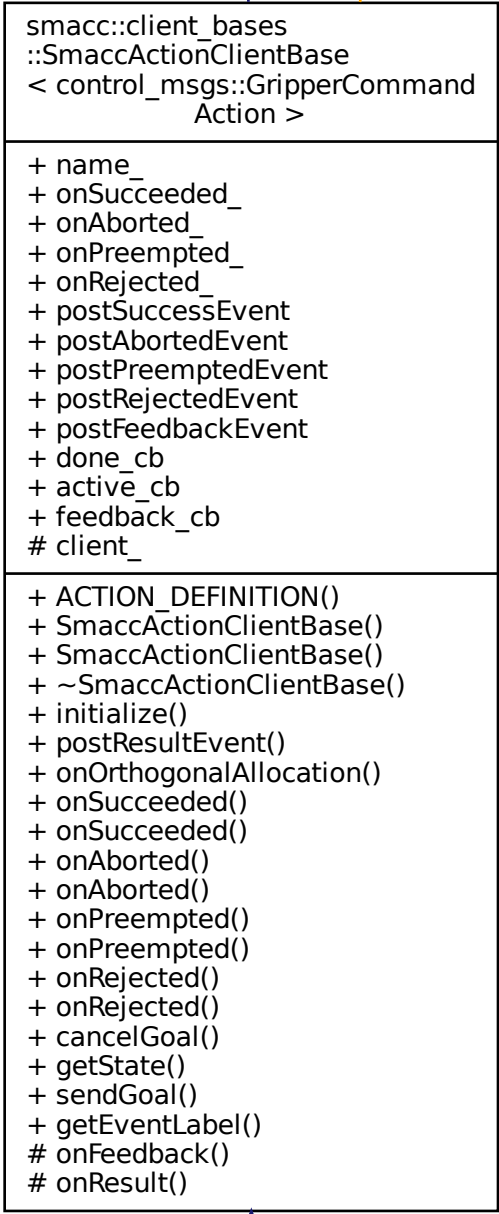 smacc::client_bases
::SmaccActionClientBase
< control_msgs::GripperCommand
Action >
+ name_
+ onSucceeded_
+ onAborted_
+ onPreempted_
+ onRejected_
+ postSuccessEvent
+ postAbortedEvent
+ postPreemptedEvent
+ postRejectedEvent
+ postFeedbackEvent
+ done_cb
+ active_cb
+ feedback_cb
# client_
+ ACTION_DEFINITION()
+ SmaccActionClientBase()
+ SmaccActionClientBase()
+ ~SmaccActionClientBase()
+ initialize()
+ postResultEvent()
+ onOrthogonalAllocation()
+ onSucceeded()
+ onSucceeded()
+ onAborted()
+ onAborted()
+ onPreempted()
+ onPreempted()
+ onRejected()
+ onRejected()
+ cancelGoal()
+ getState()
+ sendGoal()
+ getEventLabel()
# onFeedback()
# onResult()